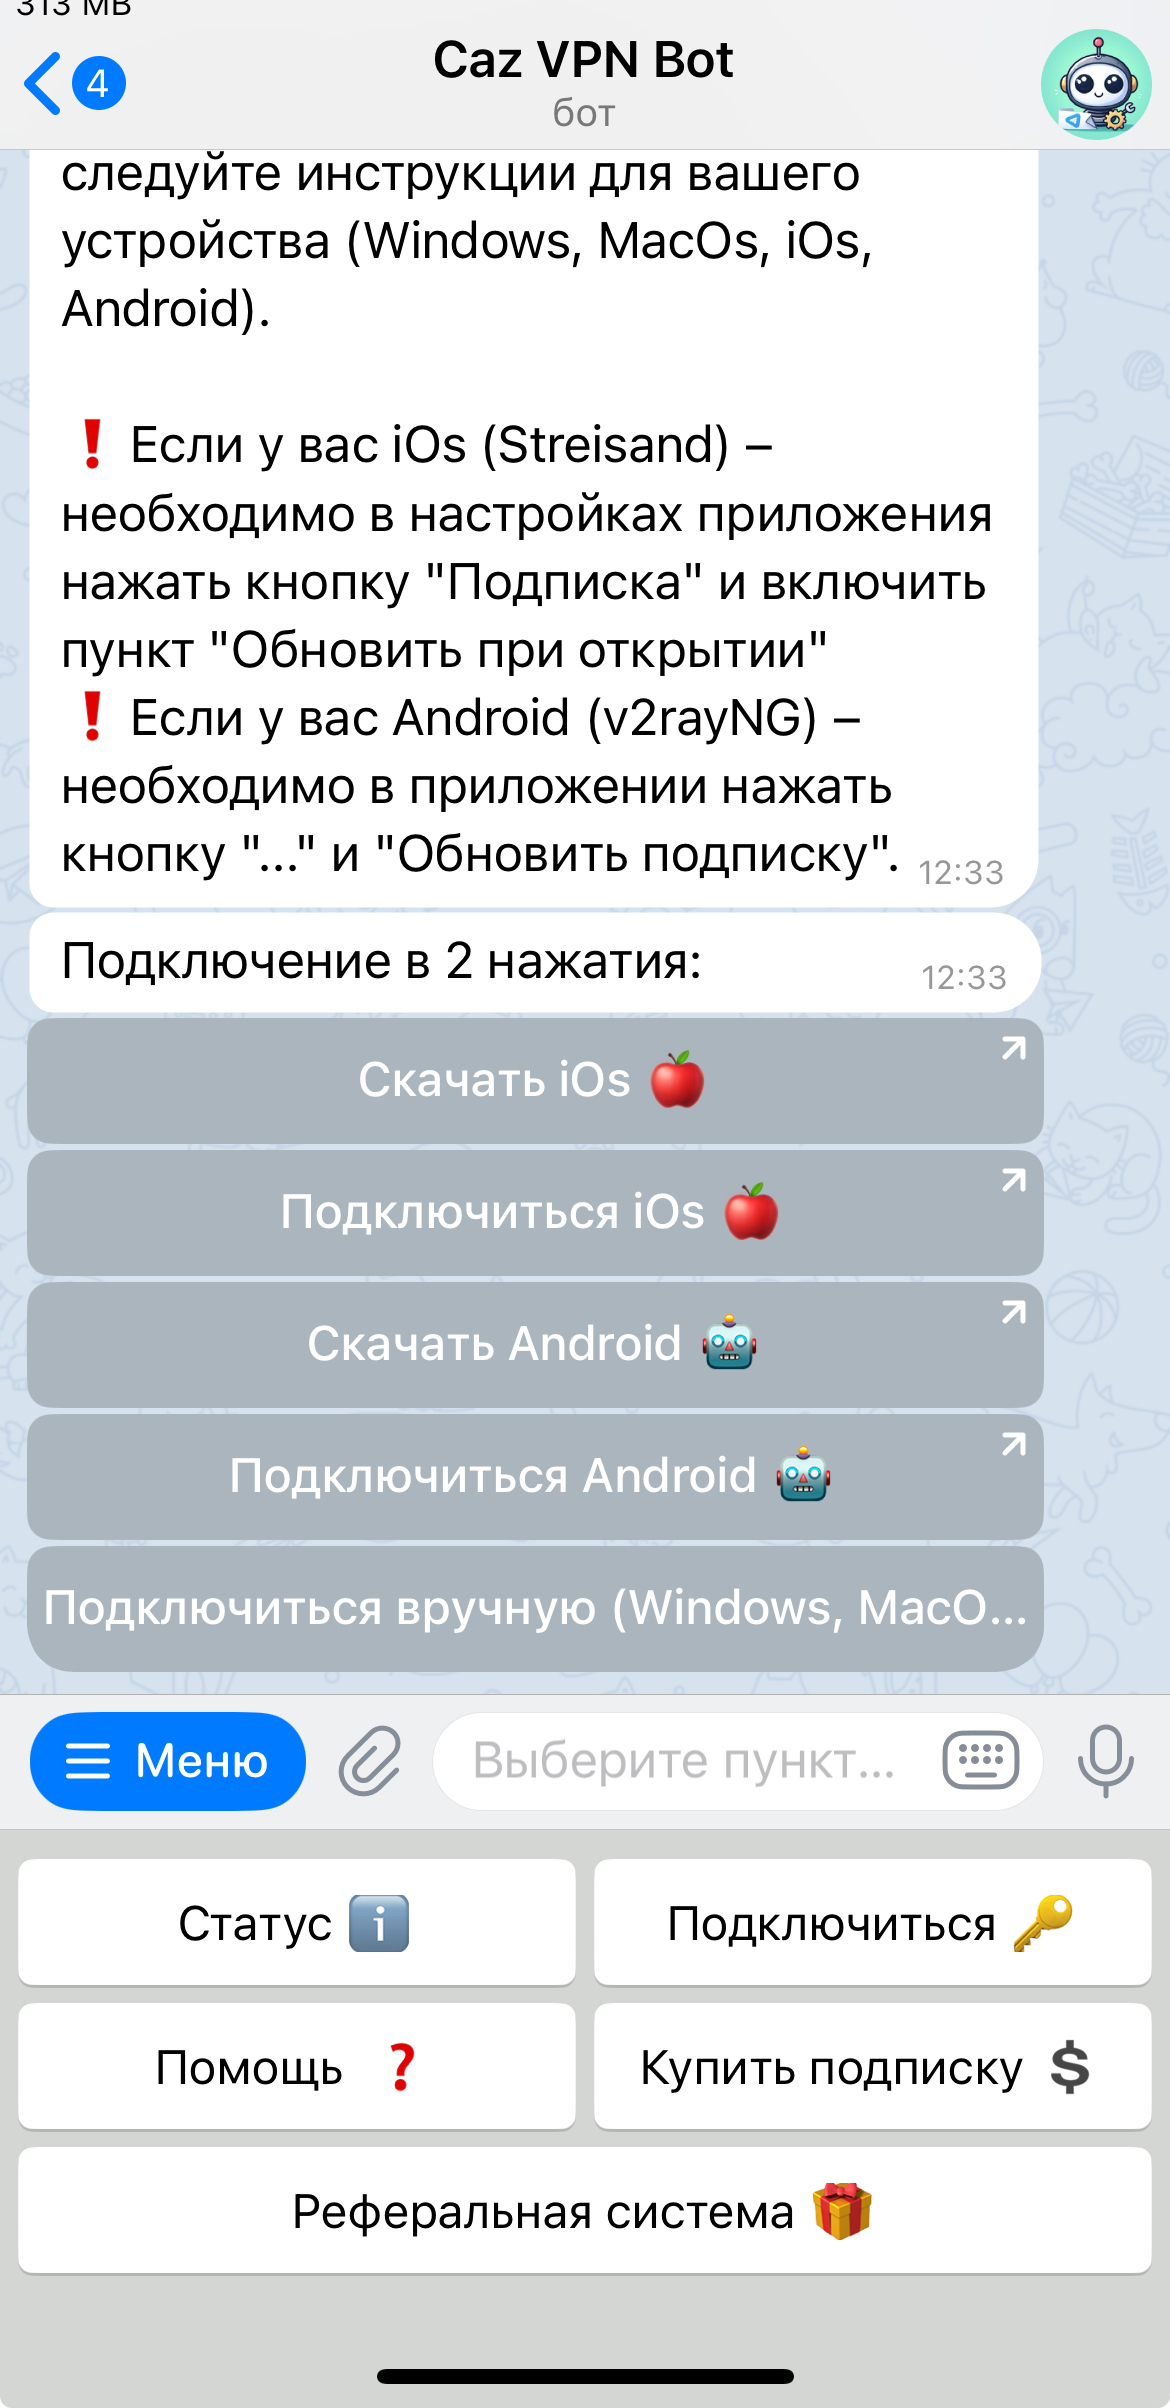 313 MB
4
Caz VPN Bot
бот
следуйте инструкции для вашего
устройства (Windows, MacOs, iOs,
Android).
❗ Если у вас iOs (Streisand) –
необходимо в настройках приложения
нажать кнопку "Подписка" и включить
пункт "Обновить при открытии"
❗ Если у вас Android (v2rayNG) –
необходимо в приложении нажать
кнопку "..." и "Обновить подписку". 12:33
Подключение в 2 нажатия: 12:33
Скачать iOs 🍎
Подключиться iOs 🍎
Скачать Android 🤖
Подключиться Android 🤖
Подключиться вручную (Windows, MacO...
Меню
Выберите пункт...
Статус ℹ️
Подключиться 🔑
Помощь ❓
Купить подписку 💲
Реферальная система 🎁